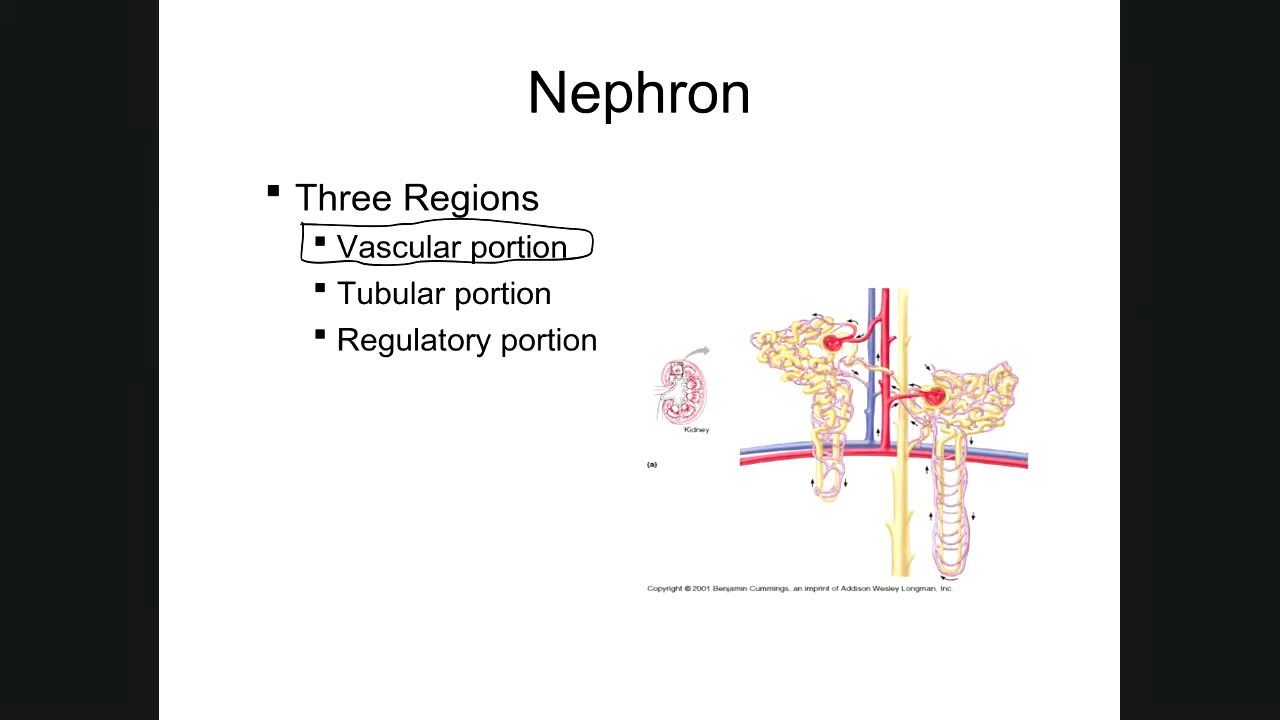 Nephron
▪ Three Regions
▪ Vascular portion
▪ Tubular portion
▪ Regulatory portion
Kidney
(a)
Copyright © 2001 Benjamin Cummings, an imprint of Addison Wesley Longman, Inc.